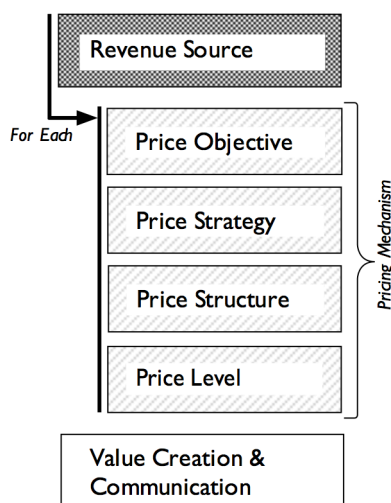 Revenue Source
For Each
Price Objective
Price Strategy
Price Structure
Price Level
Pricing Mechanism
Value Creation &
Communication